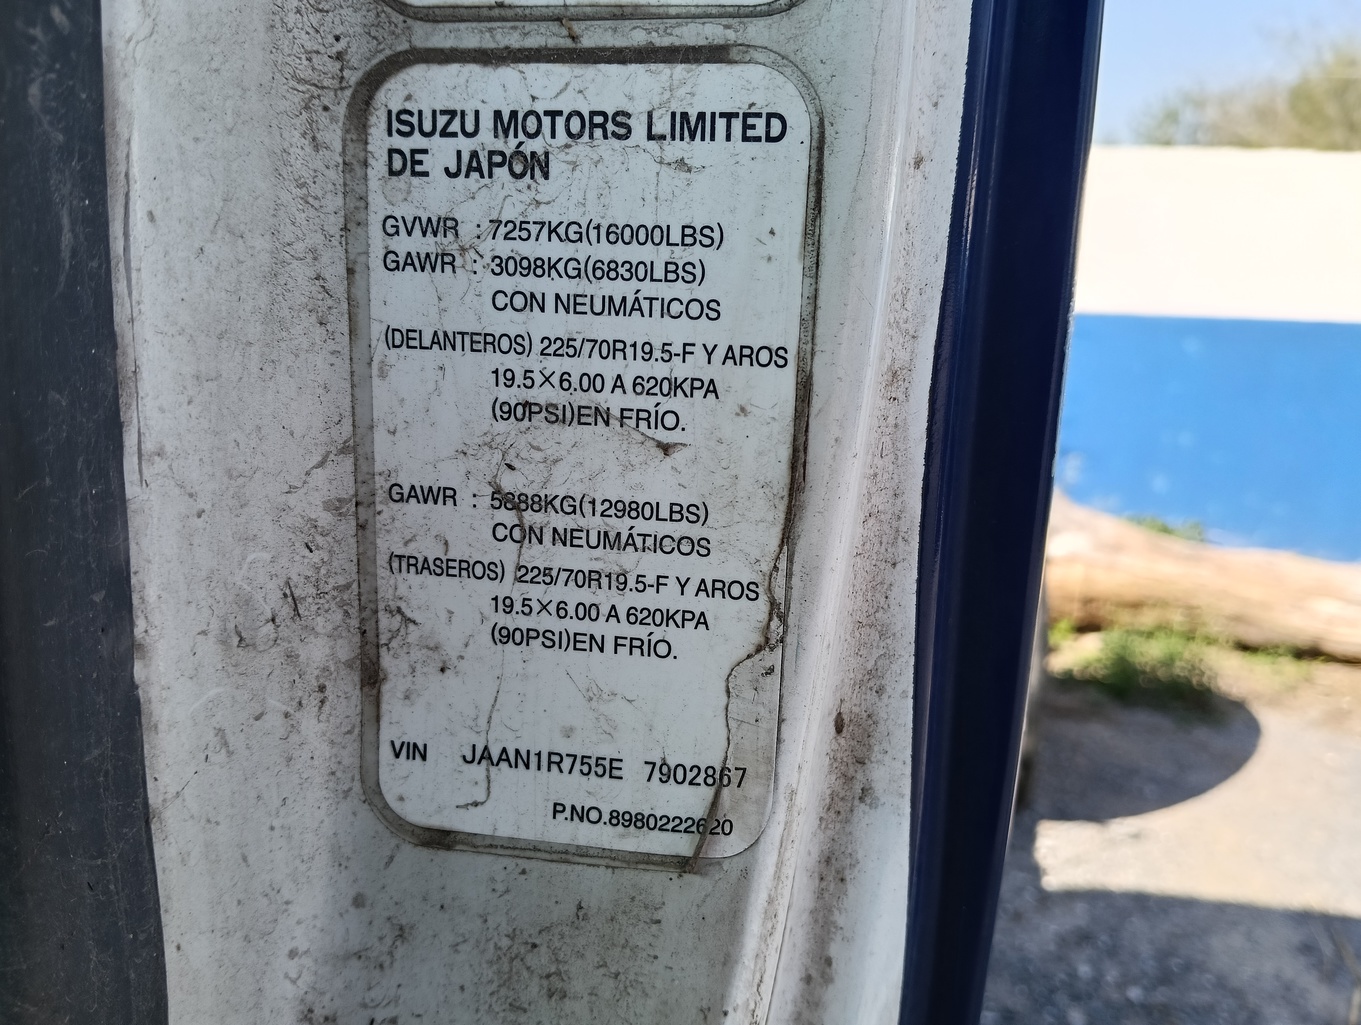 ISUZU MOTORS LIMITED
DE JAPÓN
GVWR : 7257KG(16000LBS)
GAWR : 3098KG(6830LBS)
CON NEUMÁTICOS
(DELANTEROS) 225/70R19.5-F Y AROS
19.5×6.00 A 620KPA
(90PSI)EN FRÍO.
GAWR : 5888KG(12980LBS)
CON NEUMÁTICOS
(TRASEROS) 225/70R19.5-F Y AROS
19.5×6.00 A 620KPA
(90PSI)EN FRÍO.
VIN JAAN1R755E 7902867
P.NO.8980222620